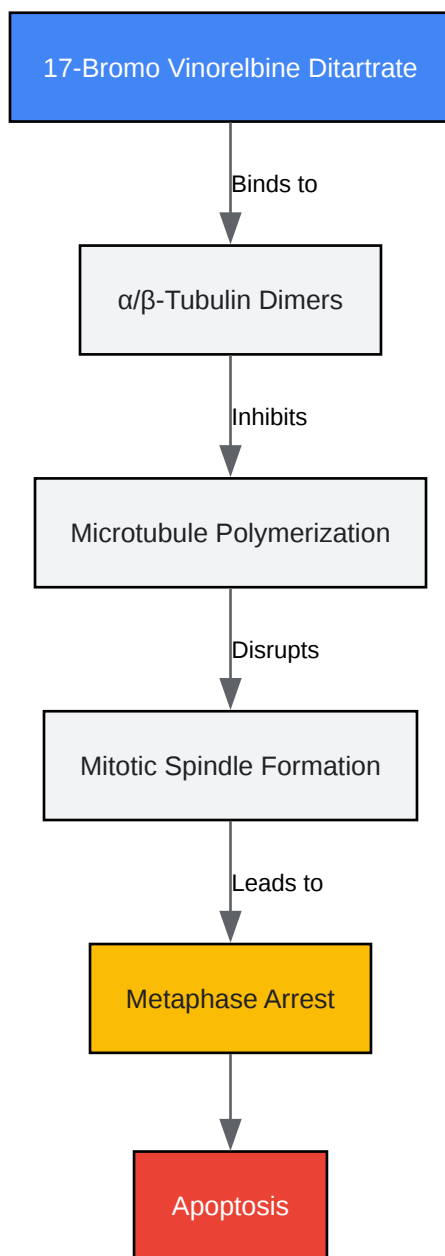 17-Bromo Vinorelbine Ditartrate
Binds to
α/β-Tubulin Dimers
Inhibits
Microtubule Polymerization
Disrupts
Mitotic Spindle Formation
Leads to
Metaphase Arrest
Apoptosis